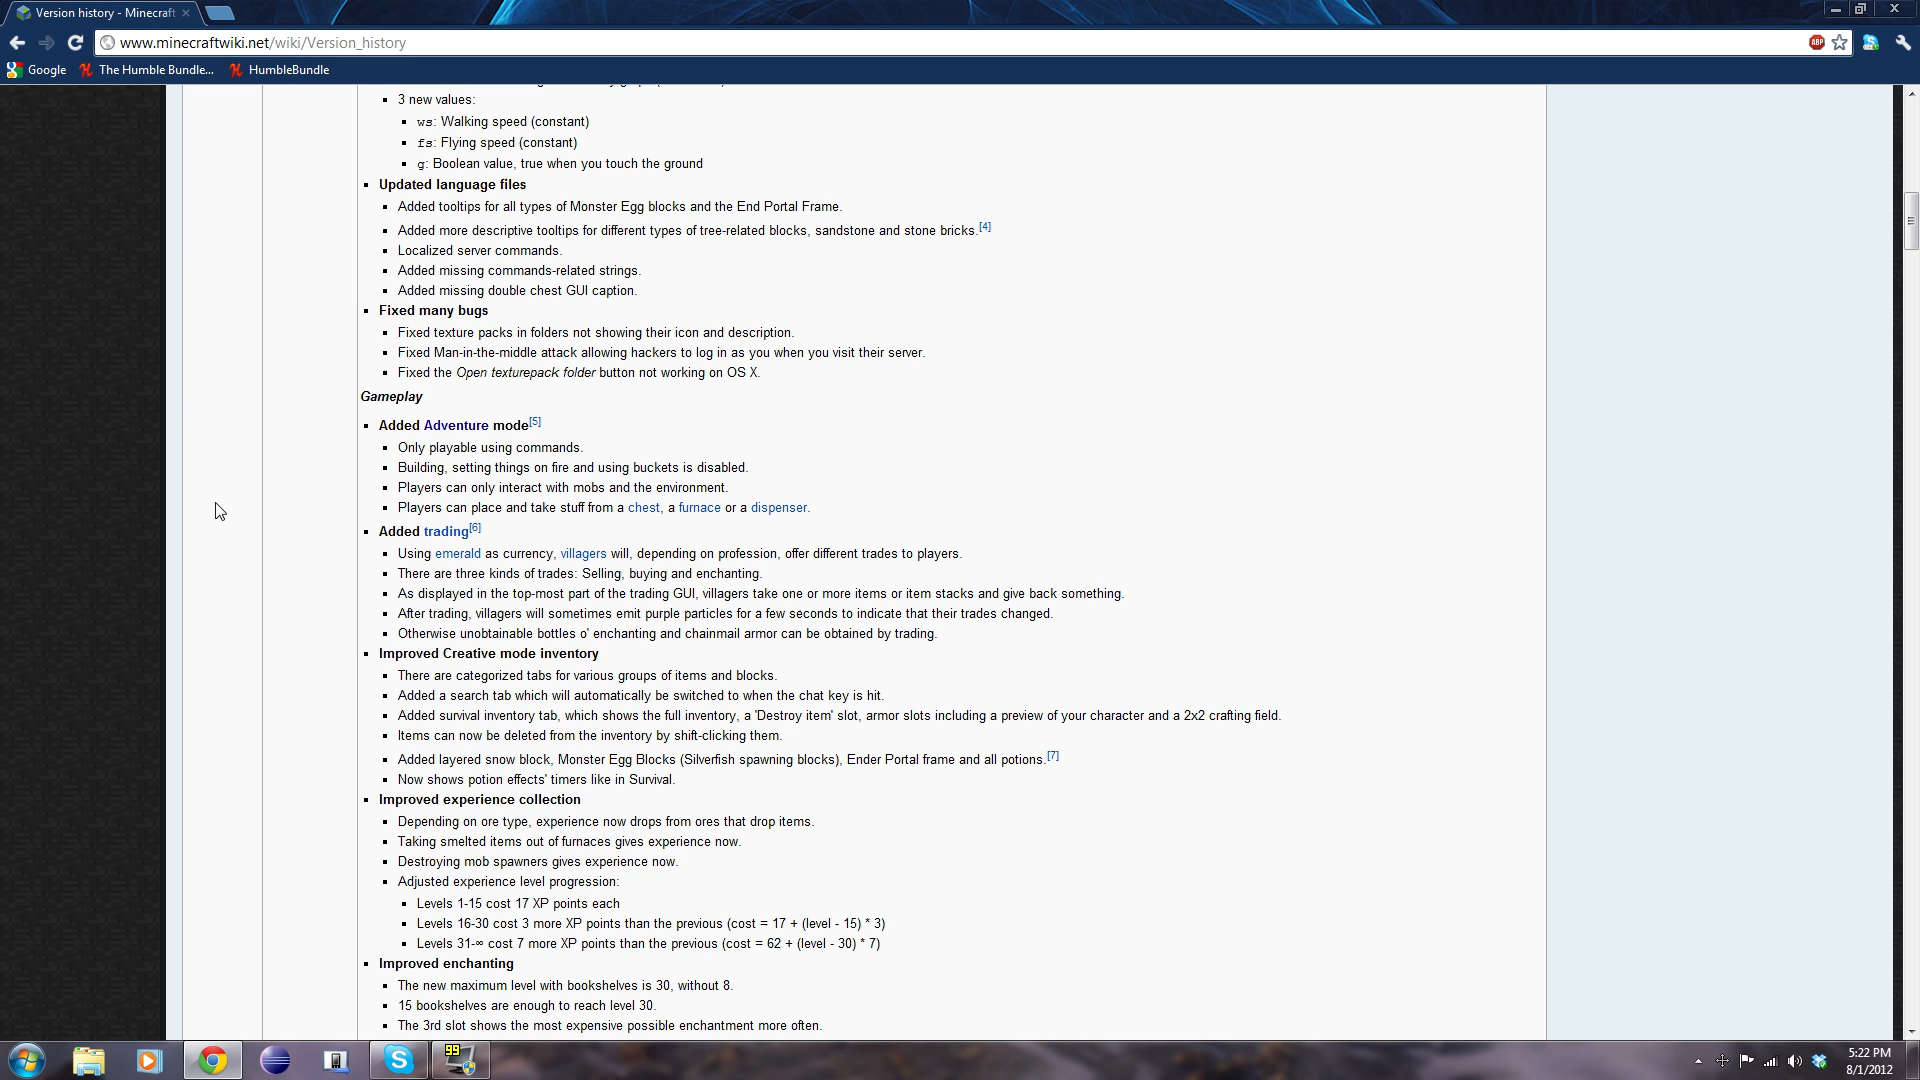 Version history - Minecraft
www.minecraftwiki.net/wiki/Version_history
ABP
Google The Humble Bundle... HumbleBundle
3 new values:
ws: Walking speed (constant)
fs: Flying speed (constant)
g: Boolean value, true when you touch the ground
Updated language files
Added tooltips for all types of Monster Egg blocks and the End Portal Frame.
Added more descriptive tooltips for different types of tree-related blocks, sandstone and stone bricks.[4]
Localized server commands.
Added missing commands-related strings.
Added missing double chest GUI caption.
Fixed many bugs
Fixed texture packs in folders not showing their icon and description.
Fixed Man-in-the-middle attack allowing hackers to log in as you when you visit their server.
Fixed the Open texturepack folder button not working on OS X.
Gameplay
Added Adventure mode[5]
Only playable using commands.
Building, setting things on fire and using buckets is disabled.
Players can only interact with mobs and the environment.
Players can place and take stuff from a chest, a furnace or a dispenser.
Added trading[6]
Using emerald as currency, villagers will, depending on profession, offer different trades to players.
There are three kinds of trades: Selling, buying and enchanting.
As displayed in the top-most part of the trading GUI, villagers take one or more items or item stacks and give back something.
After trading, villagers will sometimes emit purple particles for a few seconds to indicate that their trades changed.
Otherwise unobtainable bottles o' enchanting and chainmail armor can be obtained by trading.
Improved Creative mode inventory
There are categorized tabs for various groups of items and blocks.
Added a search tab which will automatically be switched to when the chat key is hit.
Added survival inventory tab, which shows the full inventory, a 'Destroy item' slot, armor slots including a preview of your character and a 2x2 crafting field.
Items can now be deleted from the inventory by shift-clicking them.
Added layered snow block, Monster Egg Blocks (Silverfish spawning blocks), Ender Portal frame and all potions.[7]
Now shows potion effects' timers like in Survival.
Improved experience collection
Depending on ore type, experience now drops from ores that drop items.
Taking smelted items out of furnaces gives experience now.
Destroying mob spawners gives experience now.
Adjusted experience level progression:
Levels 1-15 cost 17 XP points each
Levels 16-30 cost 3 more XP points than the previous (cost = 17 + (level - 15) * 3)
Levels 31-∞ cost 7 more XP points than the previous (cost = 62 + (level - 30) * 7)
Improved enchanting
The new maximum level with bookshelves is 30, without 8.
15 bookshelves are enough to reach level 30.
The 3rd slot shows the most expensive possible enchantment more often.
99
5:22 PM
8/1/2012